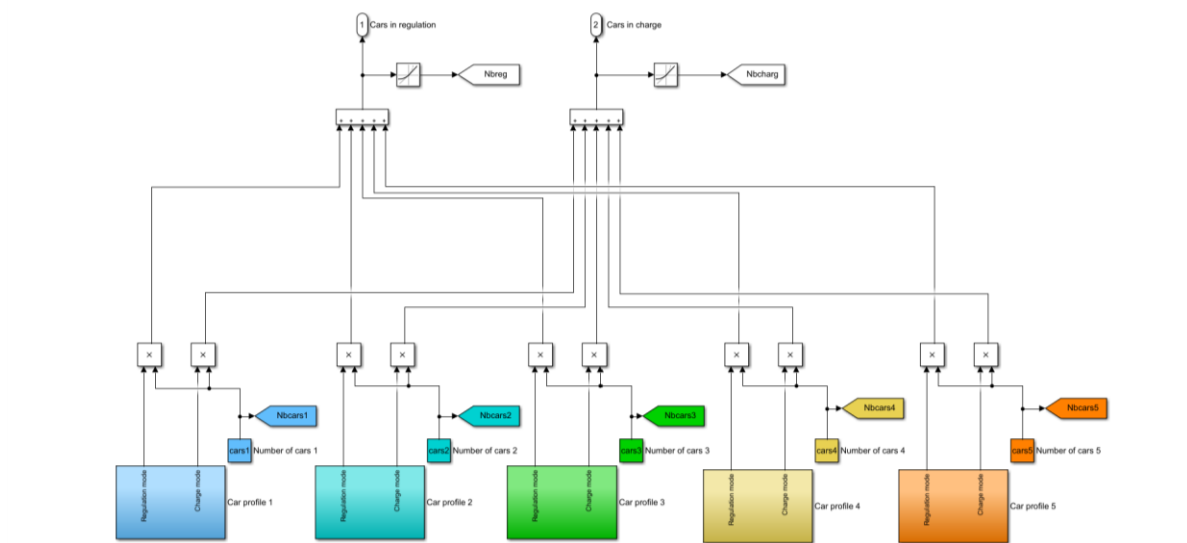 1 Cars in regulation
2 Cars in charge
Nbreg
Nbcharg
+ + + + +
+ + + + +
× × × × × × × × × ×
Nbcars1
Nbcars2
Nbcars3
Nbcars4
Nbcars5
cars1 Number of cars 1
cars2 Number of cars 2
cars3 Number of cars 3
cars4 Number of cars 4
cars5 Number of cars 5
Regulation mode
Charge mode
Car profile 1
Regulation mode
Charge mode
Car profile 2
Regulation mode
Charge mode
Car profile 3
Regulation mode
Charge mode
Car profile 4
Regulation mode
Charge mode
Car profile 5